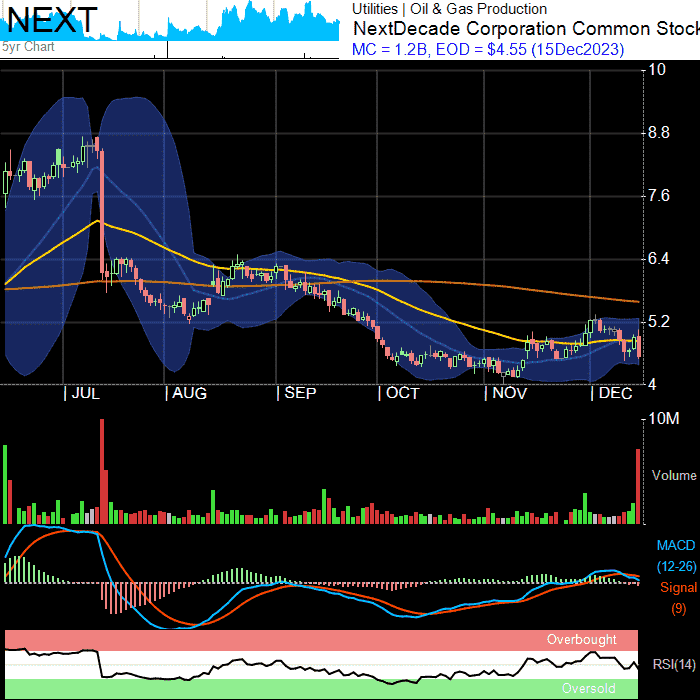 NEXT
5yr Chart
Utilities | Oil & Gas Production
NextDecade Corporation Common Stock
MC = 1.2B, EOD = $4.55 (15Dec2023)
10
8.8
7.6
6.4
5.2
4
| JUL | AUG | SEP | OCT | NOV | DEC
10M
Volume
MACD
(12-26)
Signal
(9)
Overbought
RSI(14)
Oversold